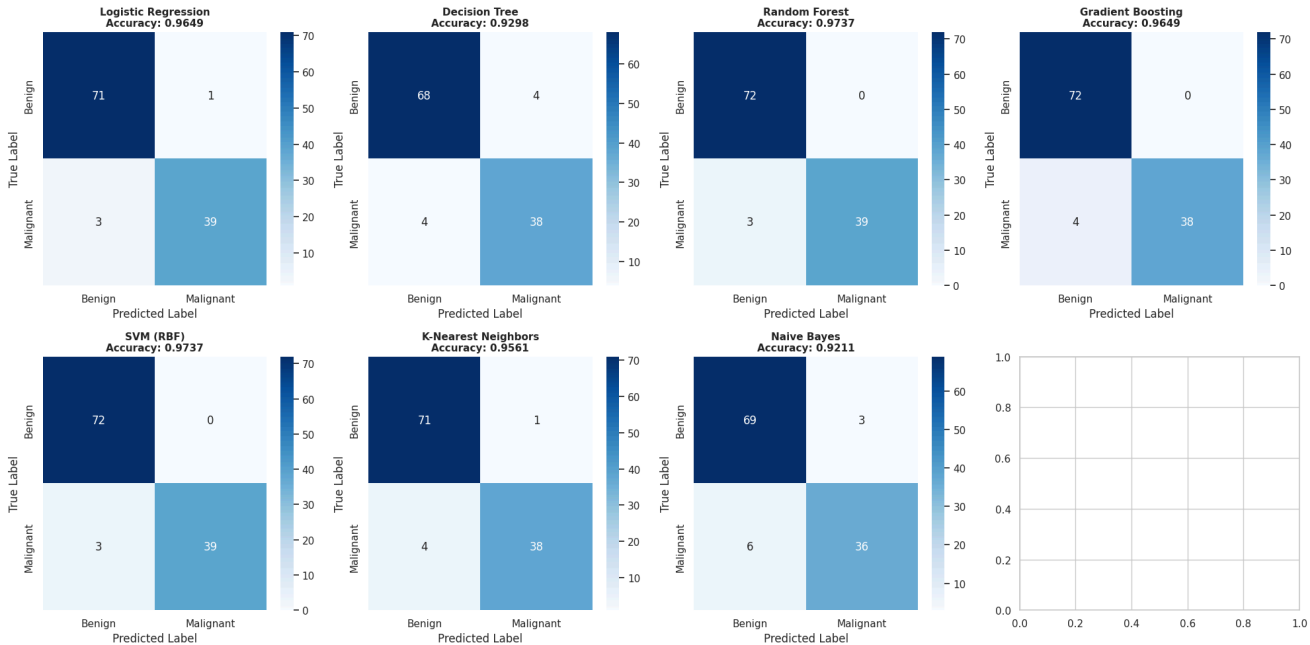 Logistic Regression
Accuracy: 0.9649
70
60
50
40
30
20
10
71
1
3
39
Benign
Malignant
True Label
Benign
Malignant
Predicted Label
Decision Tree
Accuracy: 0.9298
60
50
40
30
20
10
68
4
4
38
Benign
Malignant
True Label
Benign
Malignant
Predicted Label
Random Forest
Accuracy: 0.9737
70
60
50
40
30
20
10
0
72
0
3
39
Benign
Malignant
True Label
Benign
Malignant
Predicted Label
Gradient Boosting
Accuracy: 0.9649
70
60
50
40
30
20
10
0
72
0
4
38
Benign
Malignant
True Label
Benign
Malignant
Predicted Label
SVM (RBF)
Accuracy: 0.9737
70
60
50
40
30
20
10
0
72
0
3
39
Benign
Malignant
True Label
Benign
Malignant
Predicted Label
K-Nearest Neighbors
Accuracy: 0.9561
70
60
50
40
30
20
10
71
1
4
38
Benign
Malignant
True Label
Benign
Malignant
Predicted Label
Naive Bayes
Accuracy: 0.9211
60
50
40
30
20
10
69
3
6
36
Benign
Malignant
True Label
Benign
Malignant
Predicted Label
1.0
0.8
0.6
0.4
0.2
0.0
0.0 0.2 0.4 0.6 0.8 1.0